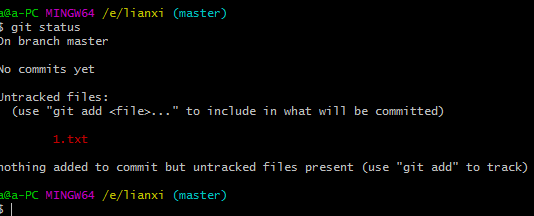 a@a-PC MINGW64 /e/lianxi (master)
$ git status
On branch master
No commits yet
Untracked files:
(use "git add <file>..." to include in what will be committed)
1.txt
nothing added to commit but untracked files present (use "git add" to track)
a@a-PC MINGW64 /e/lianxi (master)
$